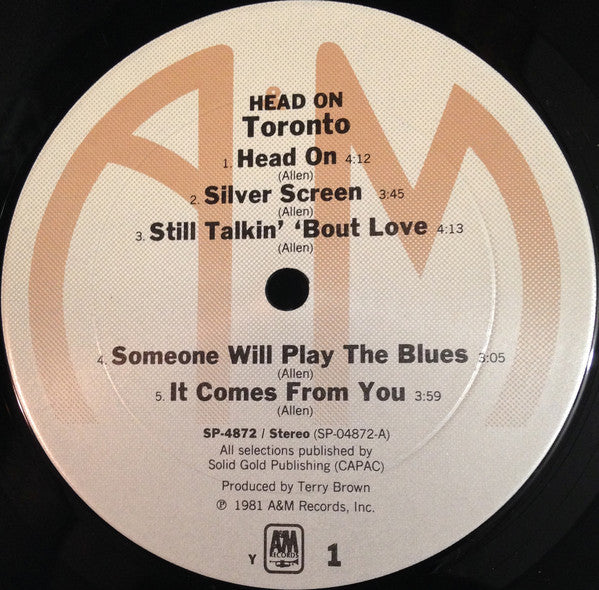 A&M
HEAD ON
Toronto
1. Head On 4:12
(Allen)
2. Silver Screen 3:45
(Allen)
3. Still Talkin’ ‘Bout Love 4:13
(Allen)
4. Someone Will Play The Blues 3:05
(Allen)
5. It Comes From You 3:59
(Allen)
SP-4872 / Stereo (SP-04872-A)
All selections published by
Solid Gold Publishing (CAPAC)
Produced by Terry Brown
℗ 1981 A&M Records, Inc.
Y A&M RECORDS 1